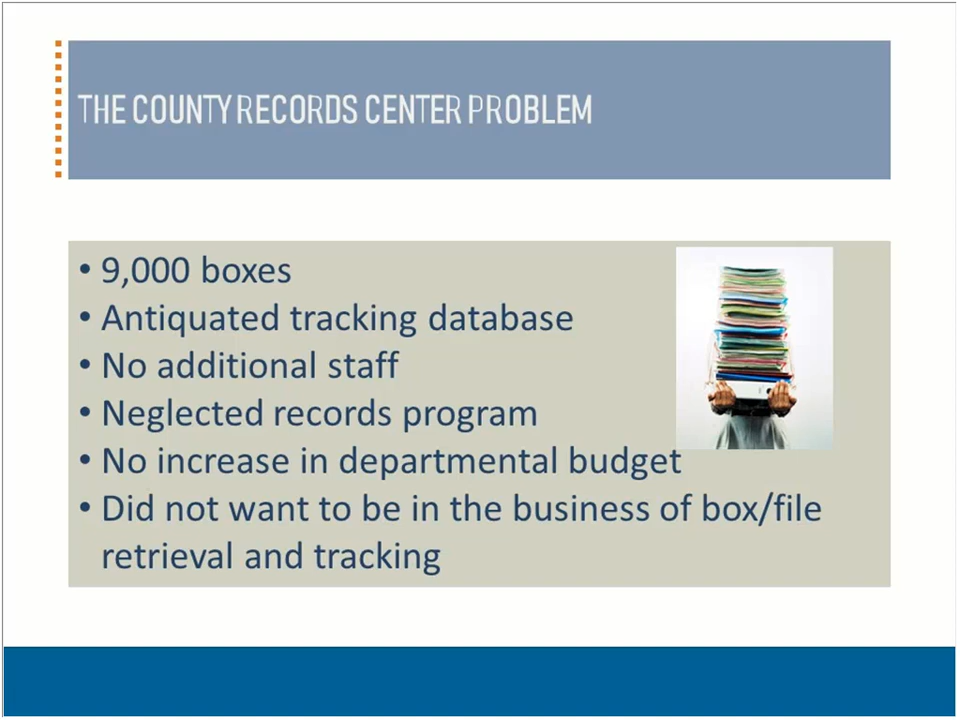 THE COUNTY RECORDS CENTER PROBLEM
• 9,000 boxes
• Antiquated tracking database
• No additional staff
• Neglected records program
• No increase in departmental budget
• Did not want to be in the business of box/file
retrieval and tracking